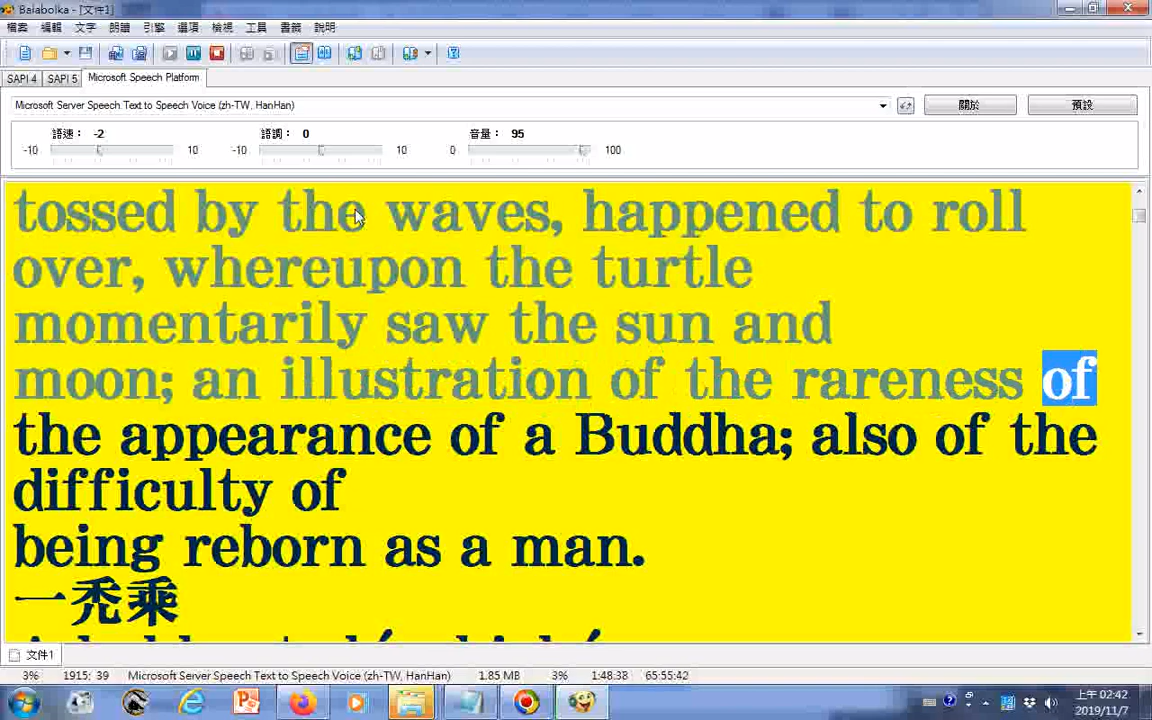 Balabolka - [文件1]
檔案 編輯 文字 朗讀 引擎 選項 檢視 工具 書籤 說明
SAPI 4 SAPI 5 Microsoft Speech Platform
Microsoft Server Speech Text to Speech Voice (zh-TW, HanHan) 關於 預設
語速： -2 語調： 0 音量： 95
-10 10 -10 10 0 100
tossed by the waves, happened to roll
over, whereupon the turtle
momentarily saw the sun and
moon; an illustration of the rareness of
the appearance of a Buddha; also of the
difficulty of
being reborn as a man.
一禿乘
文件1
3% 1915: 39 Microsoft Server Speech Text to Speech Voice (zh-TW, HanHan) 1.85 MB 3% 1:48:38 65:55:42
上午 02:42
2019/11/7